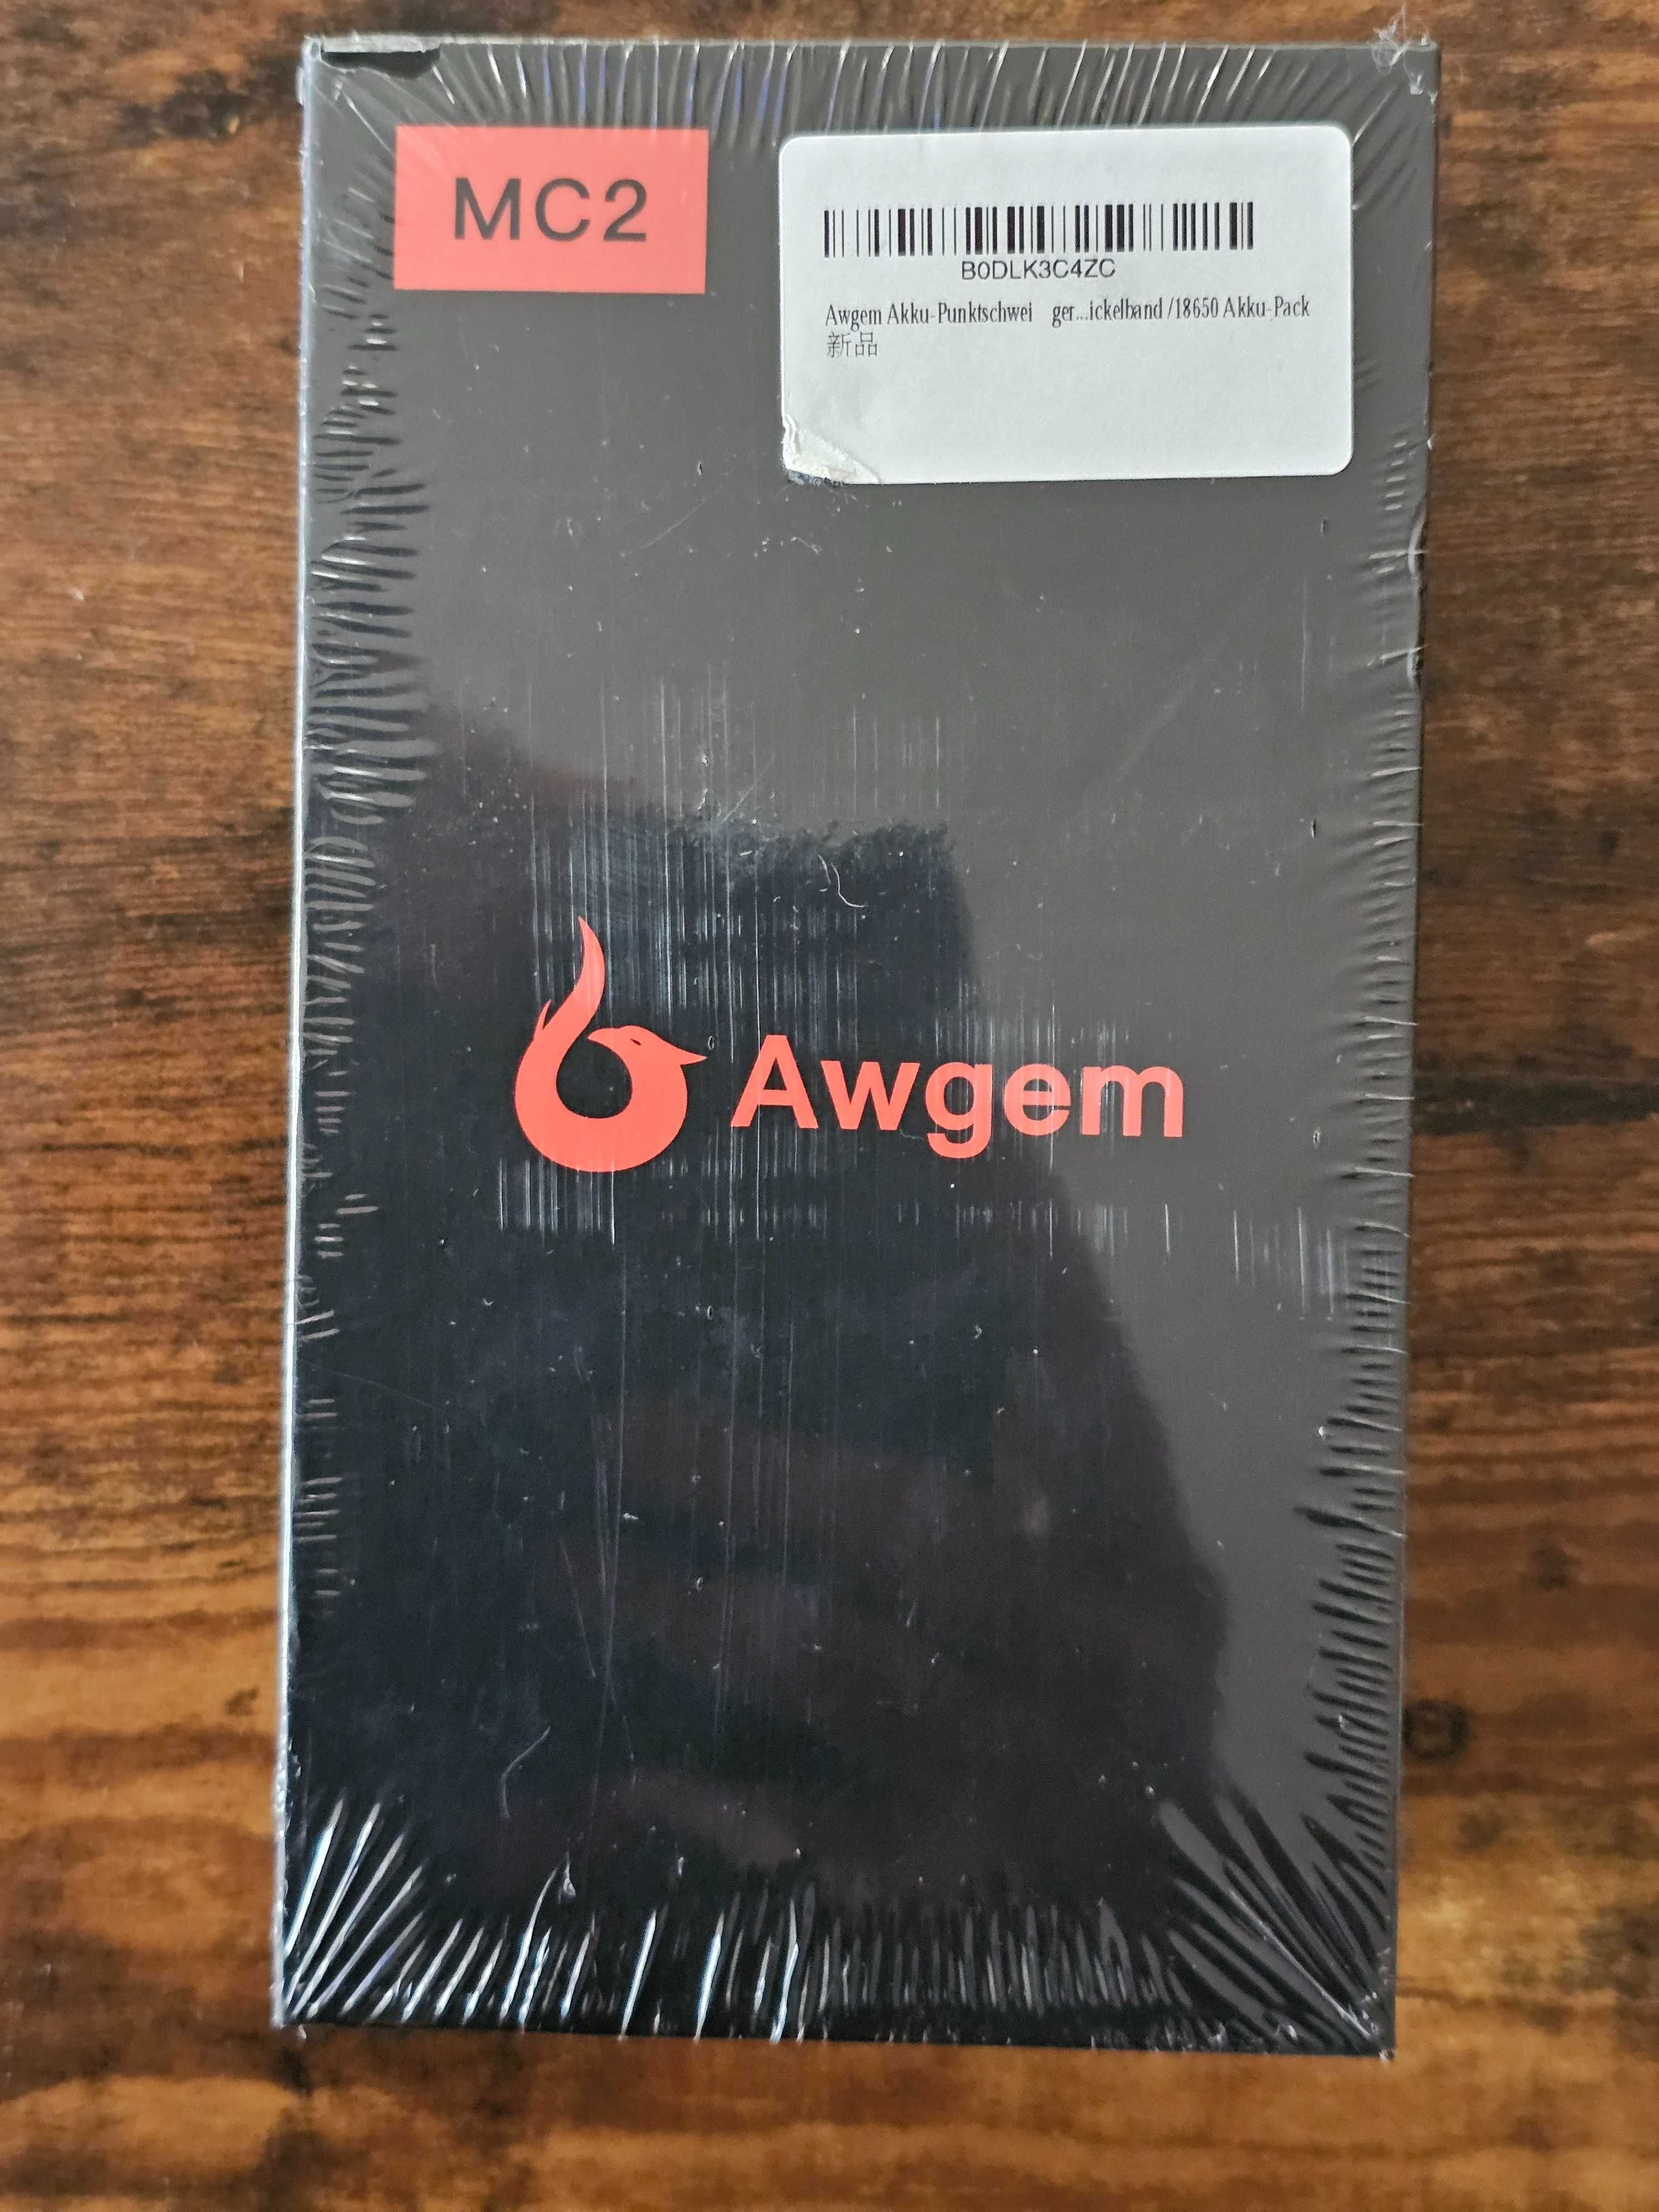 MC2
B0DLK3C4ZC
Awgem Akku-Punktschwei ger...ickelband /18650 Akku-Pack
新品
Awgem